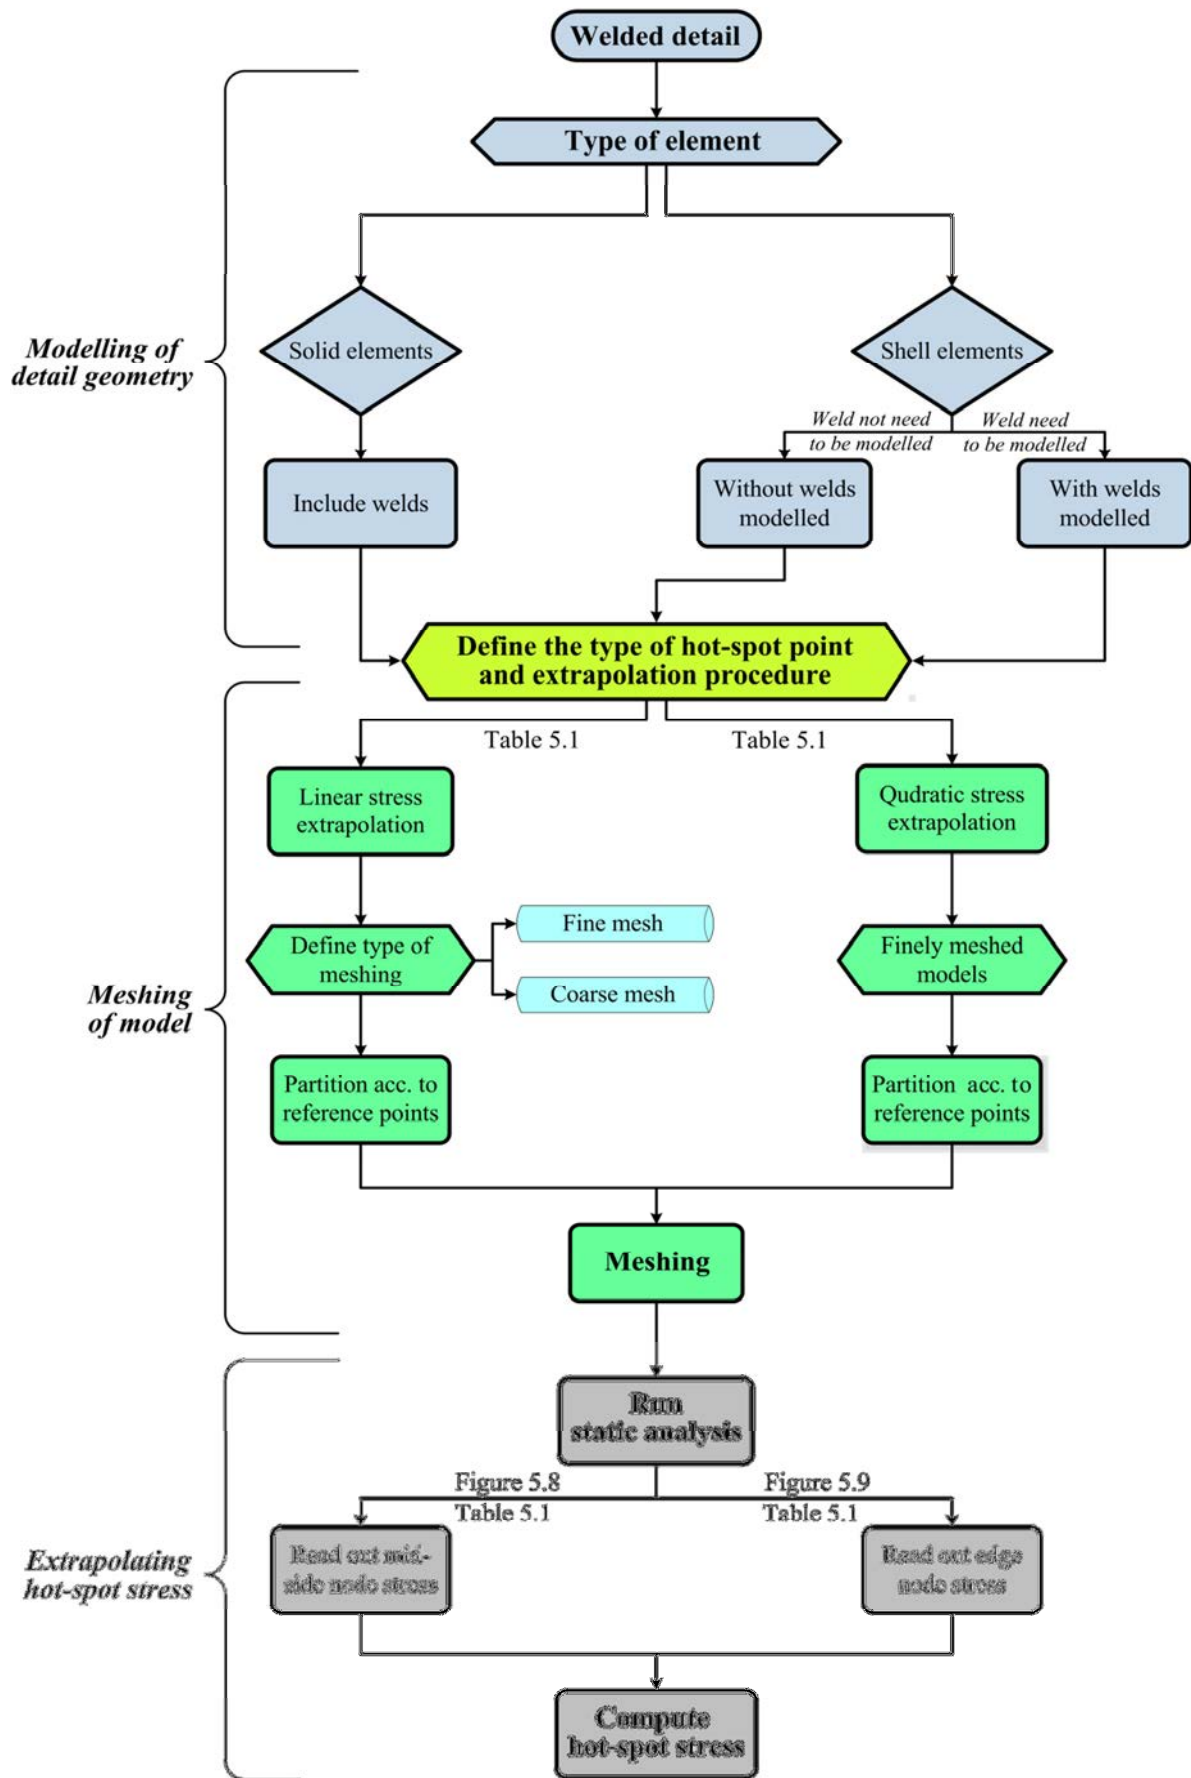 Welded detail
Type of element
Modelling of
detail geometry
Solid elements
Shell elements
Weld not need
to be modelled
Weld need
to be modelled
Include welds
Without welds
modelled
With welds
modelled
Define the type of hot-spot point
and extrapolation procedure
Table 5.1
Table 5.1
Linear stress
extrapolation
Qudratic stress
extrapolation
Meshing
of model
Define type of
meshing
Fine mesh
Coarse mesh
Finely meshed
models
Partition acc. to
reference points
Partition acc. to
reference points
Meshing
Run
static analysis
Figure 5.8
Table 5.1
Figure 5.9
Table 5.1
Extrapolating
hot-spot stress
Read out mid-
side node stress
Read out edge
node stress
Compute
hot-spot stress